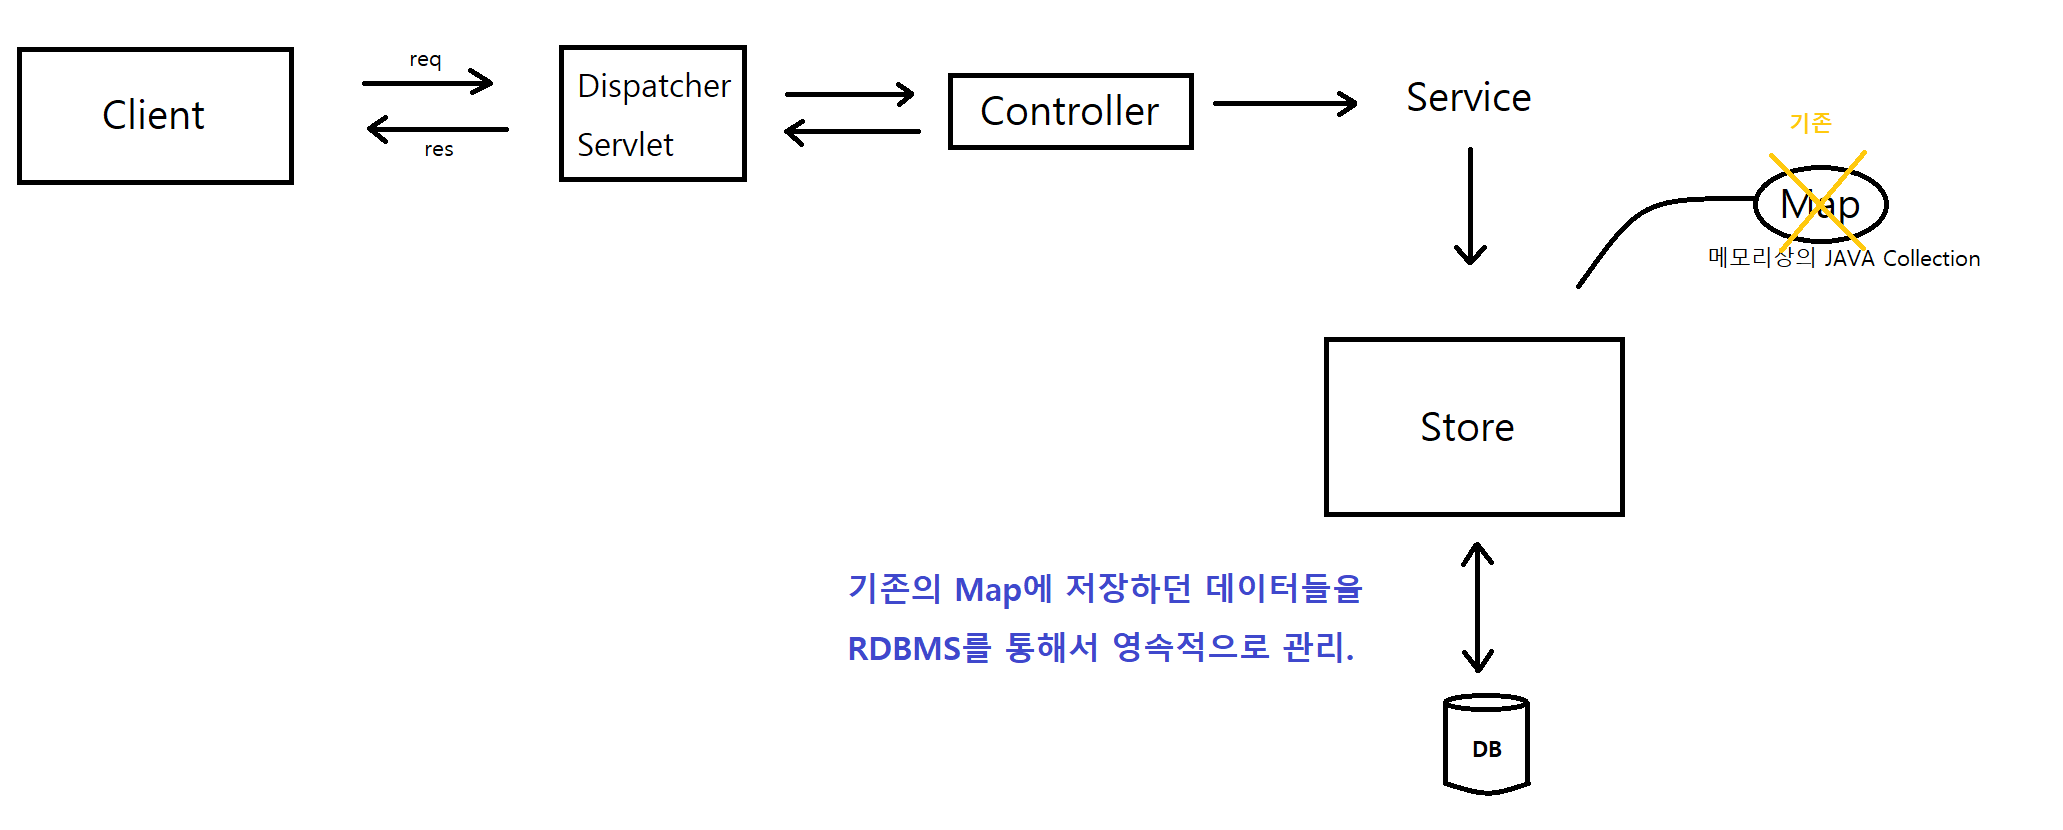 Client
req
res
Dispatcher
Servlet
Controller
Service
기존
Map
메모리상의 JAVA Collection
Store
기존의 Map에 저장하던 데이터들을
RDBMS를 통해서 영속적으로 관리.
DB